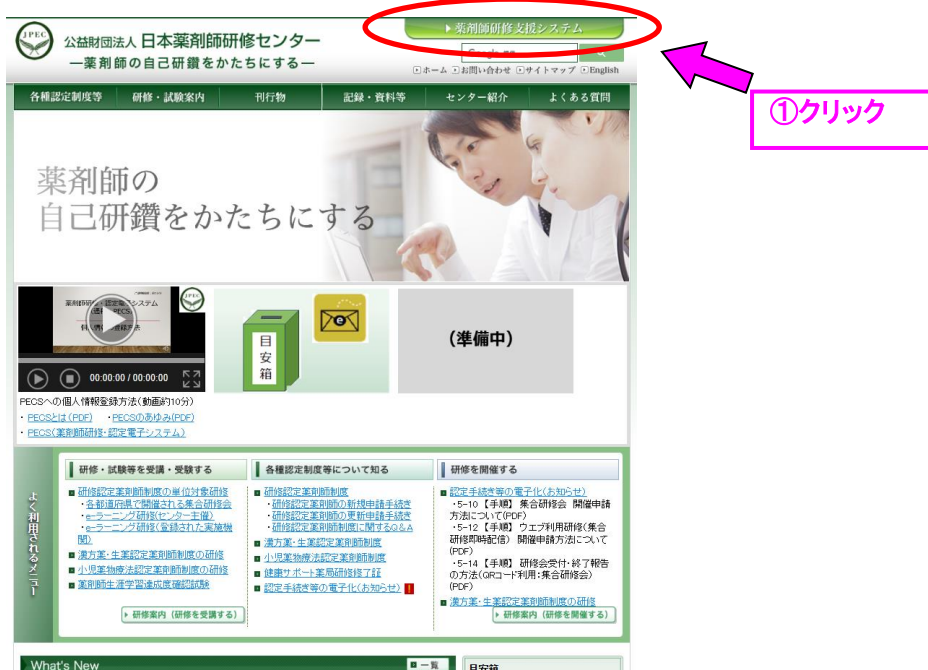 JPEC
公益財団法人 日本薬剤師研修センター
―薬剤師の自己研鑽をかたちにする―
薬剤師研修支援システム
ホーム お問い合わせ サイトマップ English
①クリック
各種認定制度等 研修・試験案内 刊行物 記録・資料等 センター紹介 よくある質問
薬剤師の
自己研鑽をかたちにする
JPEC
00:00:00 / 00:00:00
目安箱
e
(準備中)
PECSへの個人情報登録方法(動画約10分)
・PECSとは(PDF) ・PECSのあゆみ(PDF)
・PECS(薬剤師研修・認定電子システム)
よく利用されるメニュー
研修・試験等を受講・受験する
研修認定薬剤師制度の単位対象研修
・各都道府県で開催される集合研修会
・e-ラーニング研修(センター主催)
・e-ラーニング研修(登録された実施機
関)
漢方薬・生薬認定薬剤師制度の研修
小児薬物療法認定薬剤師制度の研修
薬剤師生涯学習達成度確認試験
研修案内(研修を受講する)
各種認定制度等について知る
研修認定薬剤師制度
・研修認定薬剤師の新規申請手続き
・研修認定薬剤師の更新申請手続き
・研修認定薬剤師制度に関するQ&A
漢方薬・生薬認定薬剤師制度
小児薬物療法認定薬剤師制度
健康サポート薬局研修修了証
認定手続き等の電子化(お知らせ)!
研修を開催する
認定手続き等の電子化(お知らせ)
・5-10【手順】集合研修会 開催申請
方法について(PDF)
・5-12【手順】ウェブ利用研修(集合
研修即時配信) 開催申請方法について
(PDF)
・5-14【手順】 研修会受付・終了報告
の方法(QRコード利用:集合研修会)
(PDF)
漢方薬・生薬認定薬剤師制度の研修
研修案内(研修を開催する)
What's New
一覧
目安箱